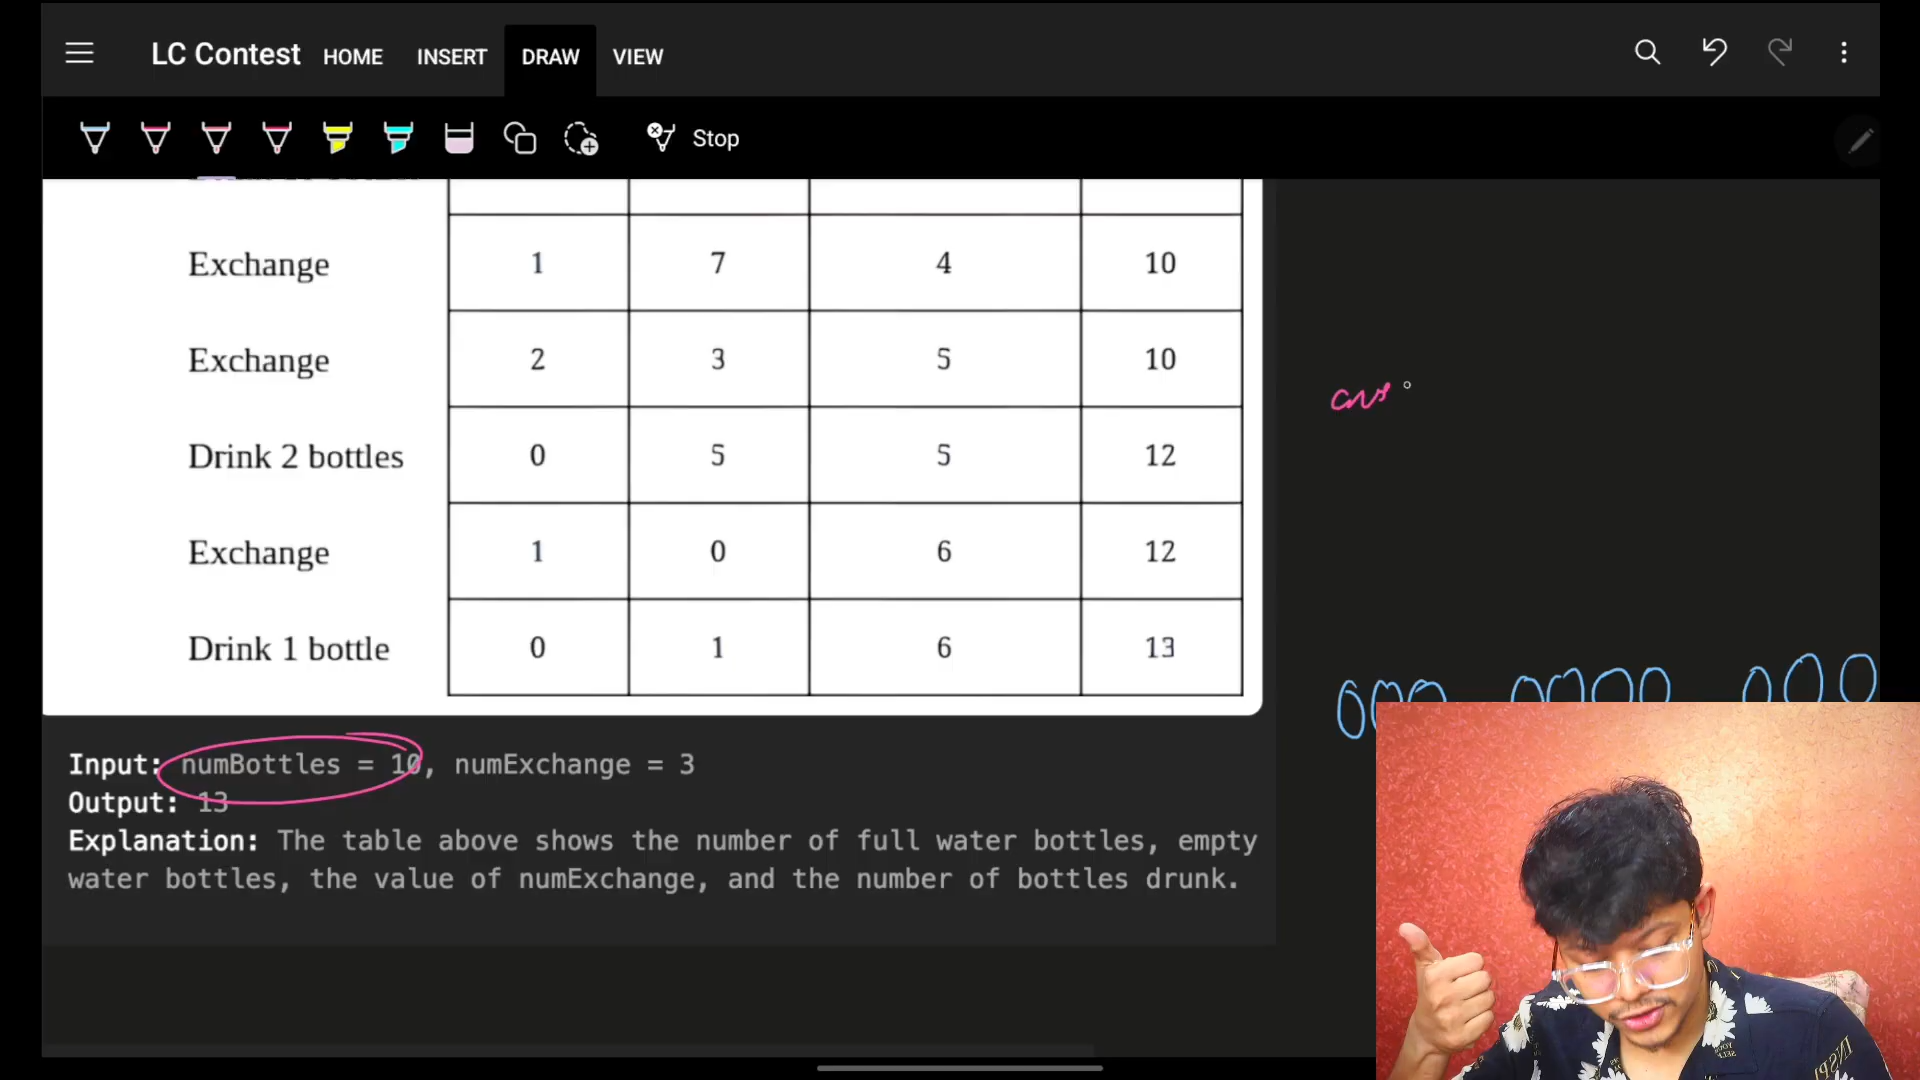 LC Contest HOME INSERT DRAW VIEW
Stop
Exchange 1 7 4 10
Exchange 2 3 5 10
ans
Drink 2 bottles 0 5 5 12
Exchange 1 0 6 12
Drink 1 bottle 0 1 6 13
Input: numBottles = 10, numExchange = 3
Output: 13
Explanation: The table above shows the number of full water bottles, empty
water bottles, the value of numExchange, and the number of bottles drunk.